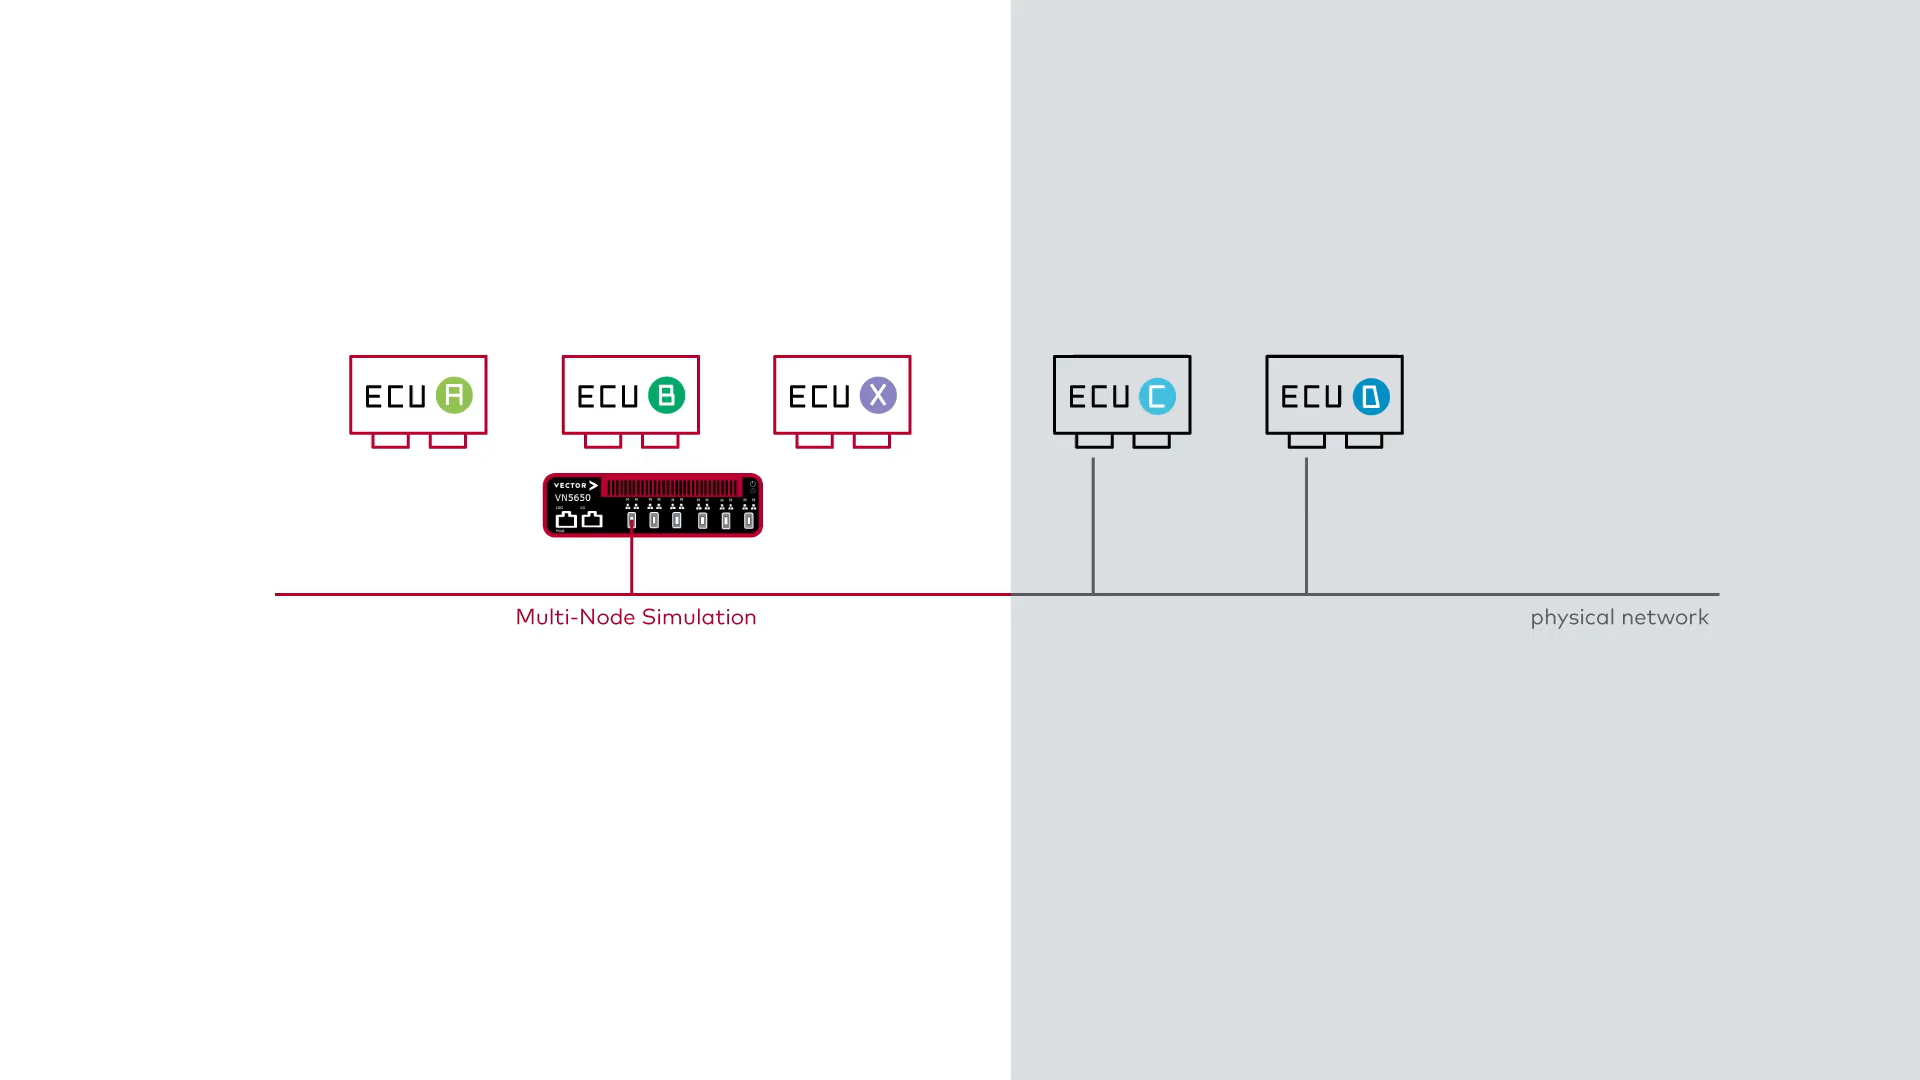 ECU A
ECU B
ECU X
ECU C
ECU D
VECTOR
VN5650
Multi-Node Simulation
physical network